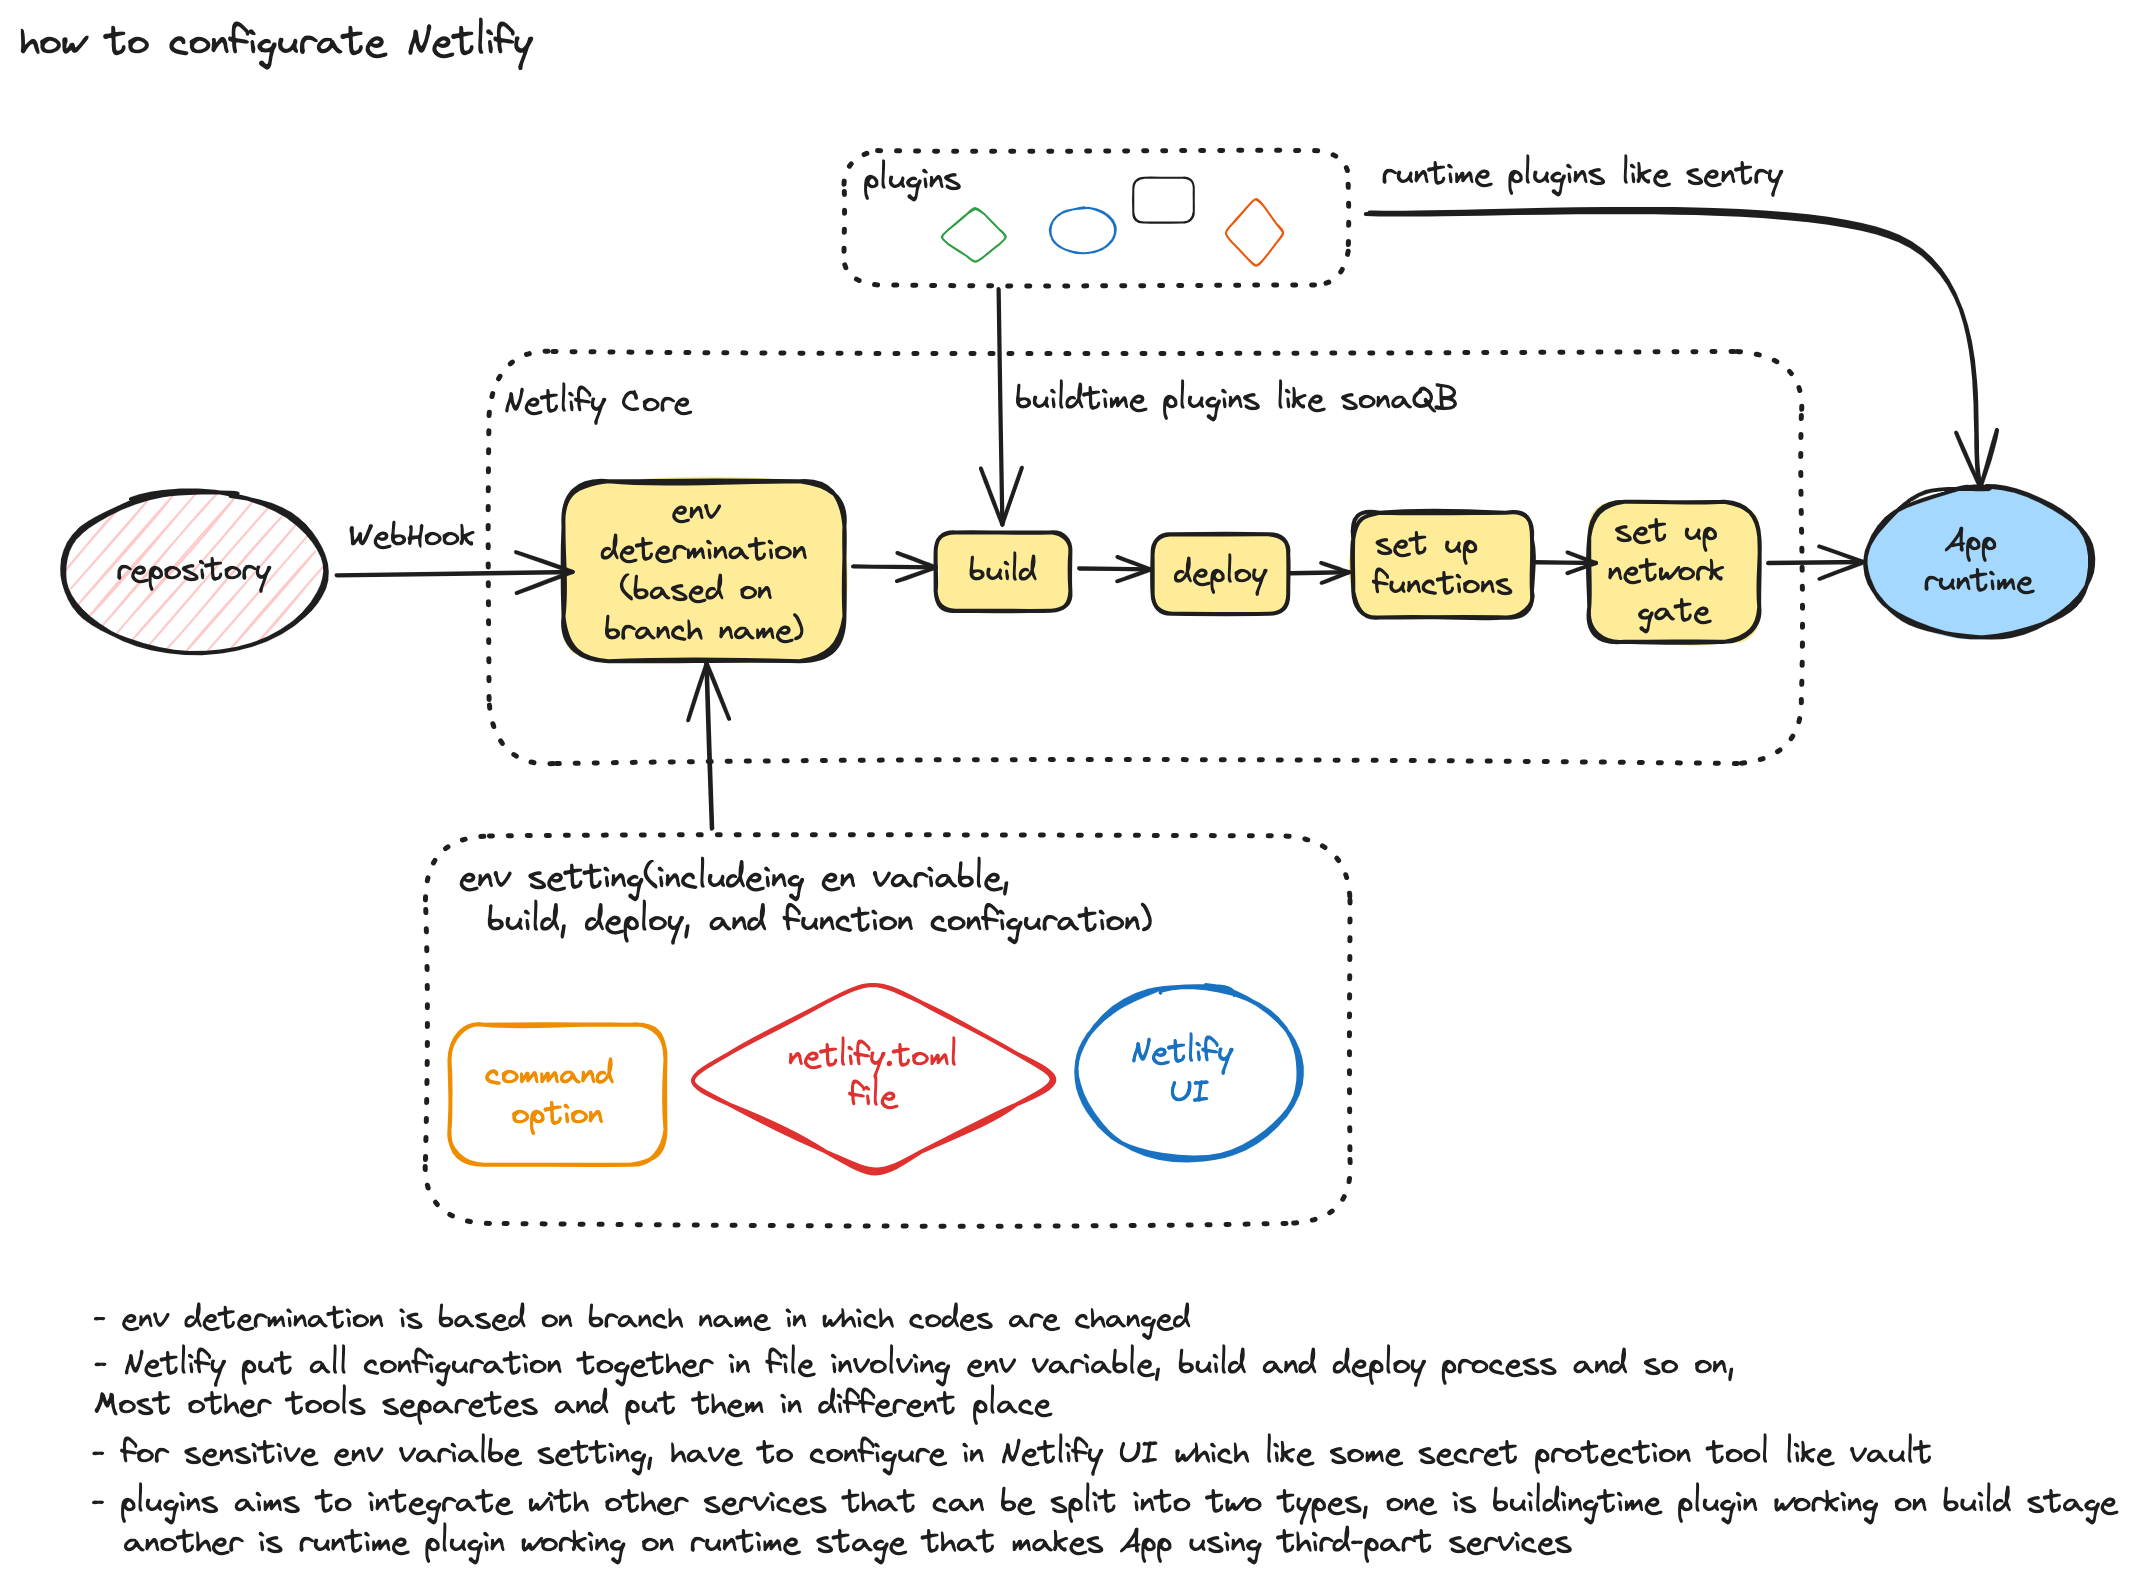 how to configurate Netlify
plugins
runtime plugins like sentry
Netlify Core
buildtime plugins like sonaQB
repository
WebHook
env
determination
(based on
branch name)
build
deploy
set up
functions
set up
network
gate
App
runtime
env setting(includeing en variable,
build, deploy, and function configuration)
command
option
netlify.toml
file
Netlify
UI
- env determination is based on branch name in which codes are changed
- Netlify put all configuration together in file involving env variable, build and deploy process and so on,
Most other tools separetes and put them in different place
- for sensitive env varialbe setting, have to configure in Netlify UI which like some secret protection tool like vault
- plugins aims to integrate with other services that can be split into two types, one is buildingtime plugin working on build stage
another is runtime plugin working on runtime stage that makes App using third-part services